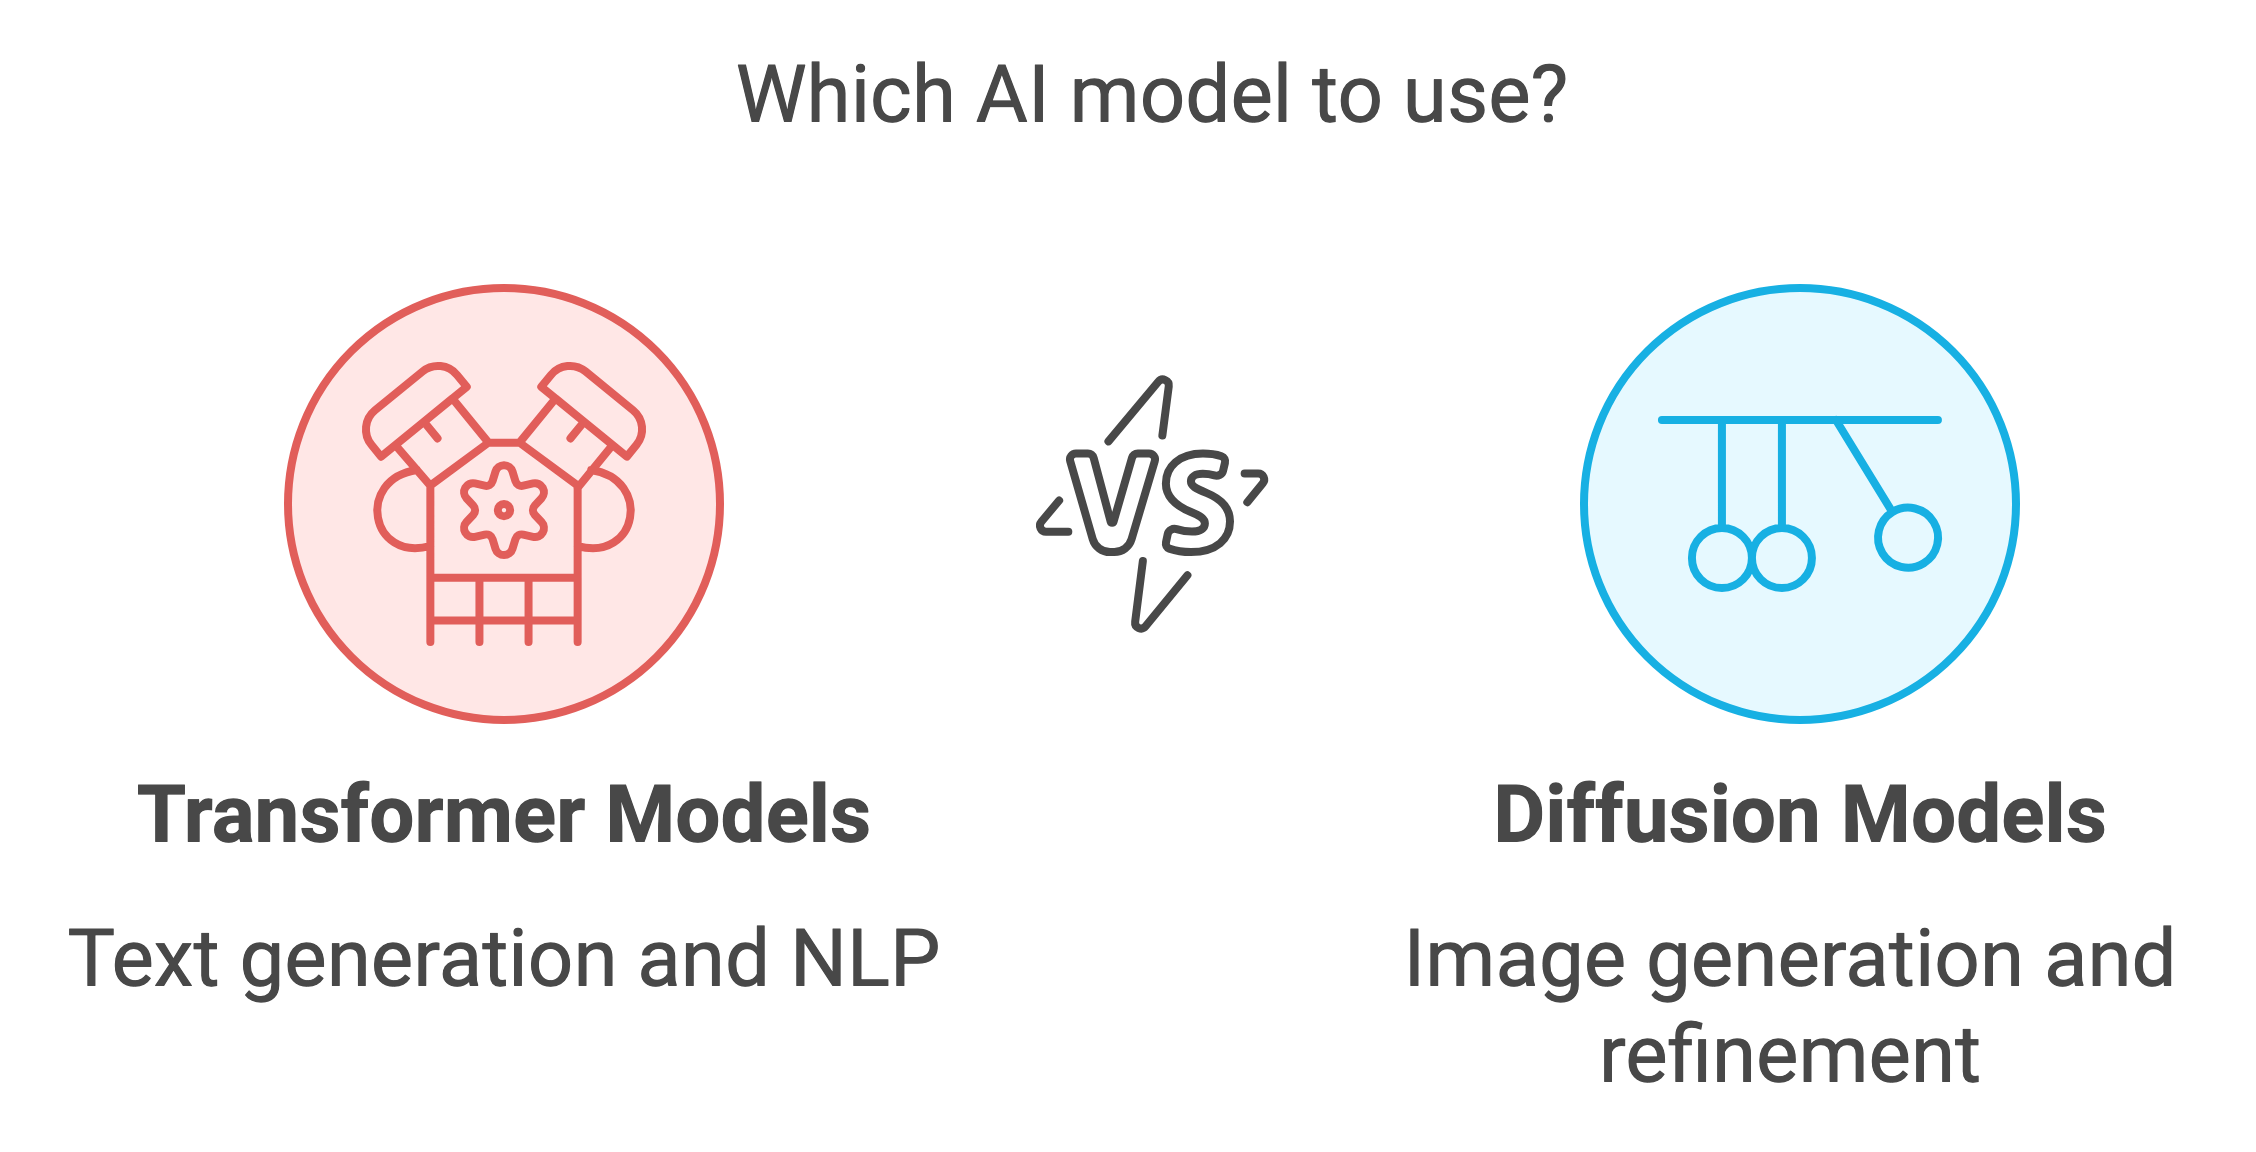 Which AI model to use?
VS
Transformer Models
Diffusion Models
Text generation and NLP
Image generation and
refinement